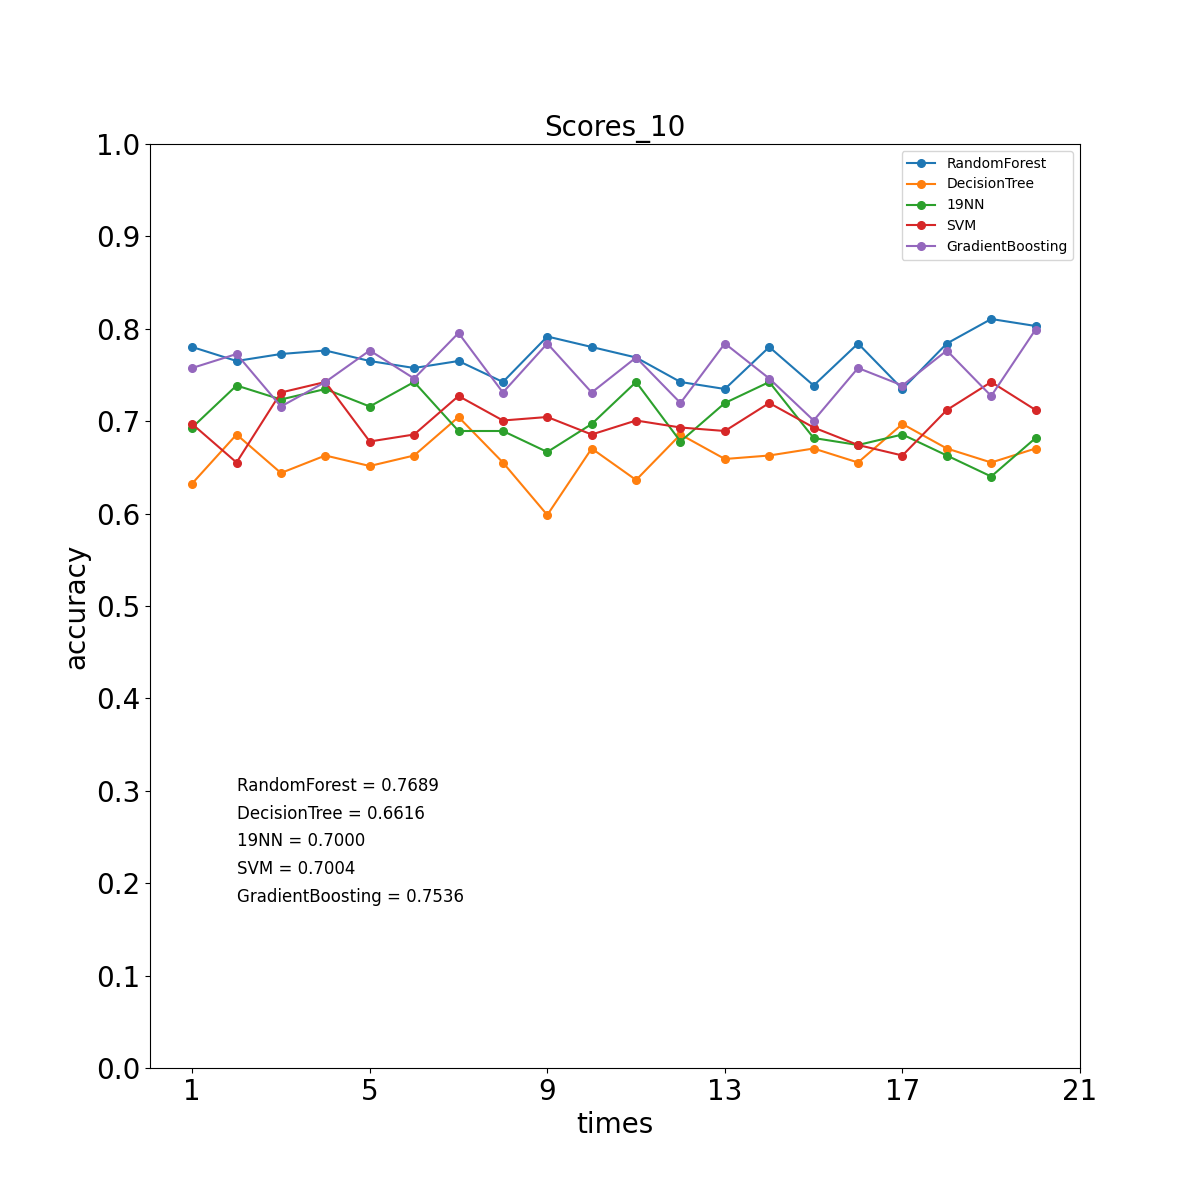 Scores_10
1.0
0.9
0.8
0.7
0.6
0.5
0.4
0.3
0.2
0.1
0.0
accuracy
RandomForest
DecisionTree
19NN
SVM
GradientBoosting
RandomForest = 0.7689
DecisionTree = 0.6616
19NN = 0.7000
SVM = 0.7004
GradientBoosting = 0.7536
1 5 9 13 17 21
times